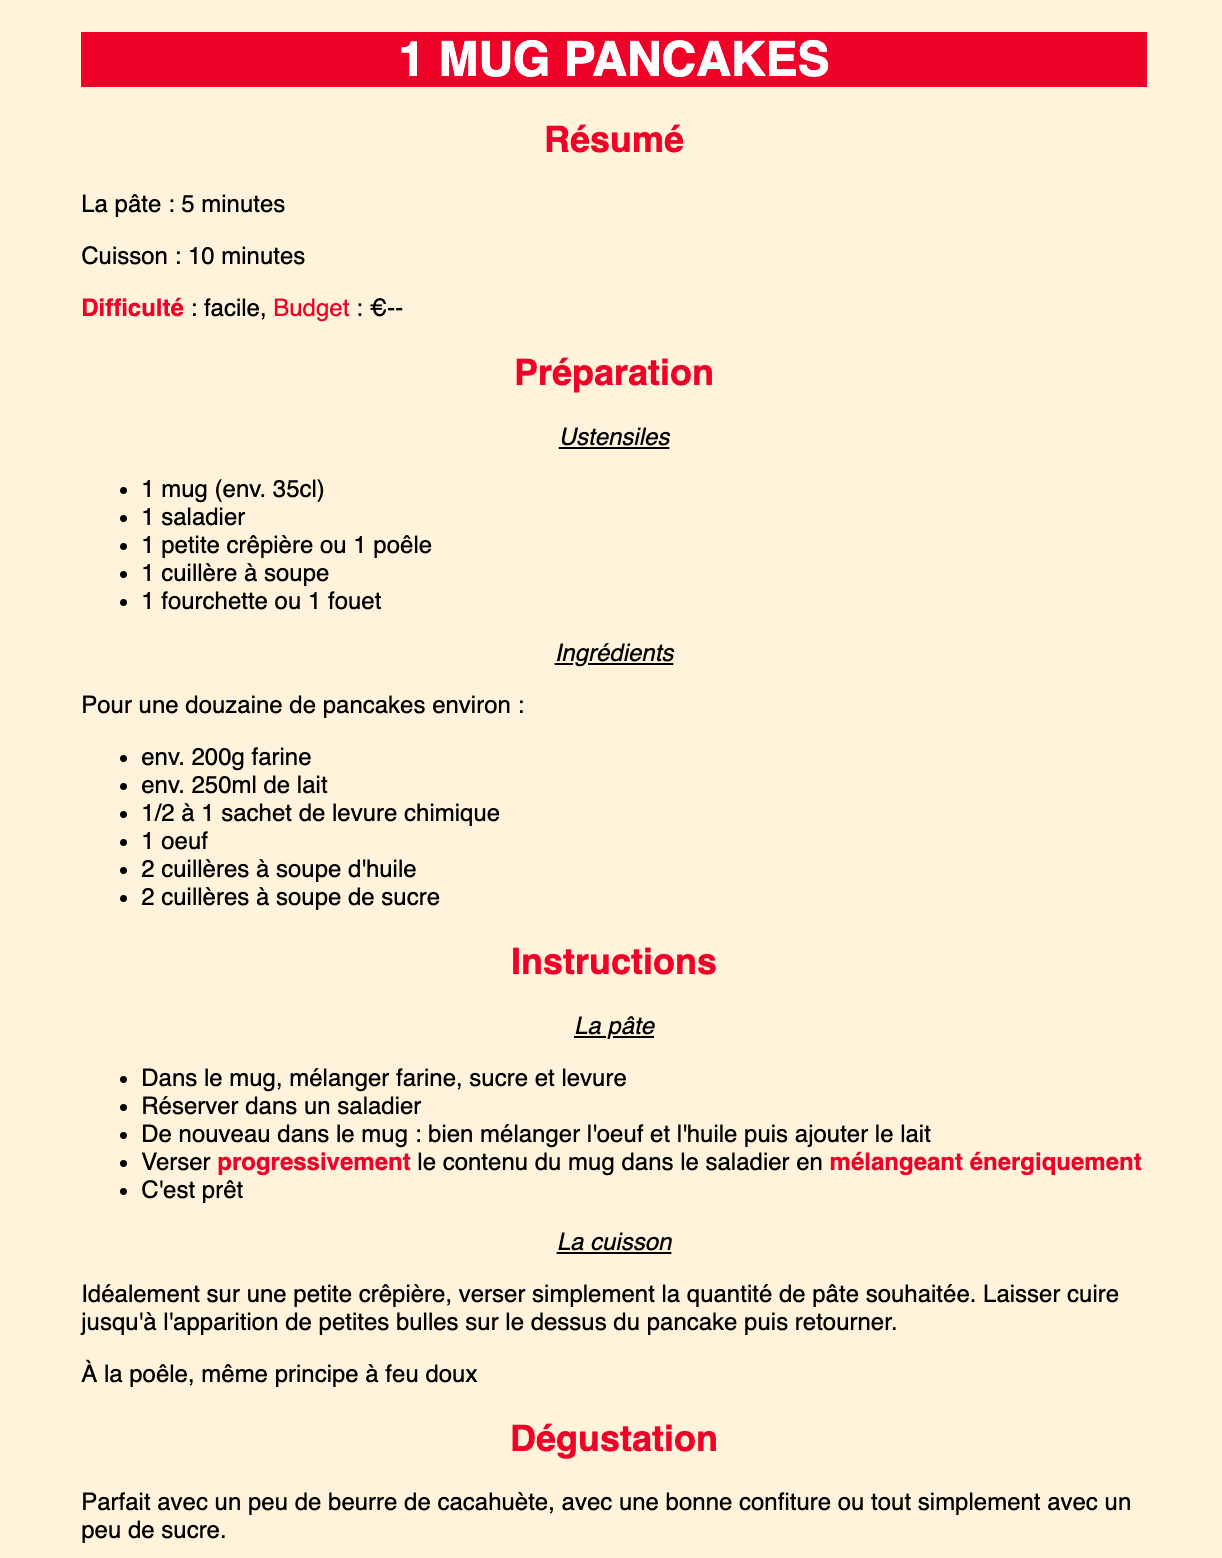 1 MUG PANCAKES
Résumé
La pâte : 5 minutes
Cuisson : 10 minutes
Difficulté : facile, Budget : €--
Préparation
Ustensiles
• 1 mug (env. 35cl)
• 1 saladier
• 1 petite crêpière ou 1 poêle
• 1 cuillère à soupe
• 1 fourchette ou 1 fouet
Ingrédients
Pour une douzaine de pancakes environ :
• env. 200g farine
• env. 250ml de lait
• 1/2 à 1 sachet de levure chimique
• 1 oeuf
• 2 cuillères à soupe d'huile
• 2 cuillères à soupe de sucre
Instructions
La pâte
• Dans le mug, mélanger farine, sucre et levure
• Réserver dans un saladier
• De nouveau dans le mug : bien mélanger l'oeuf et l'huile puis ajouter le lait
• Verser progressivement le contenu du mug dans le saladier en mélangeant énergiquement
• C'est prêt
La cuisson
Idéalement sur une petite crêpière, verser simplement la quantité de pâte souhaitée. Laisser cuire
jusqu'à l'apparition de petites bulles sur le dessus du pancake puis retourner.
À la poêle, même principe à feu doux
Dégustation
Parfait avec un peu de beurre de cacahuète, avec une bonne confiture ou tout simplement avec un
peu de sucre.